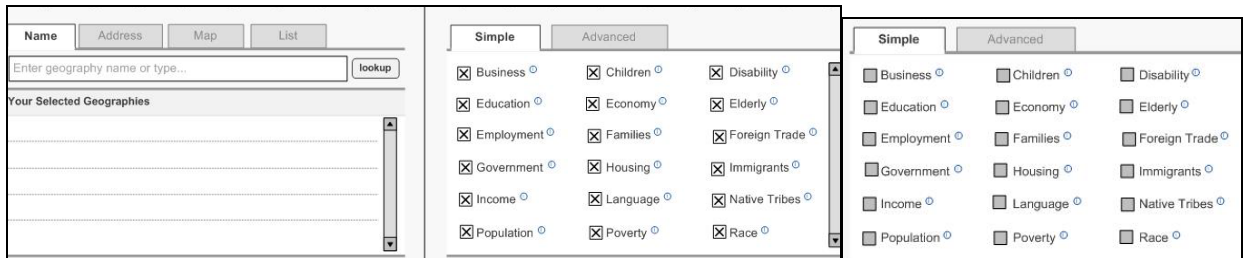 Name Address Map List
Enter geography name or type... lookup
Your Selected Geographies
Simple Advanced
Business Children Disability
Education Economy Elderly
Employment Families Foreign Trade
Government Housing Immigrants
Income Language Native Tribes
Population Poverty Race
Simple Advanced
Business Children Disability
Education Economy Elderly
Employment Families Foreign Trade
Government Housing Immigrants
Income Language Native Tribes
Population Poverty Race